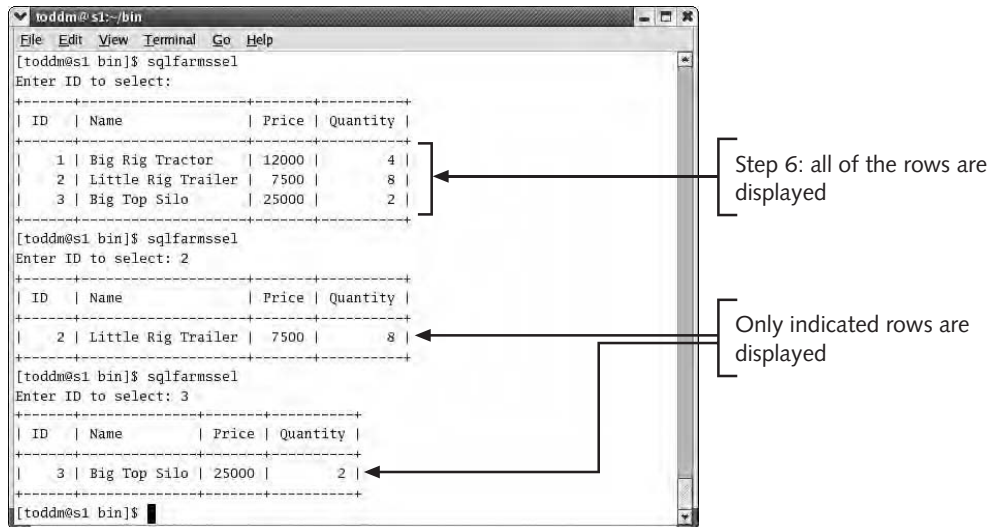 toddm@s1:~/bin
File Edit View Terminal Go Help
[toddm@s1 bin]$ sqlfarmssel
Enter ID to select:
+------+--------------------+-------+----------+
| ID | Name | Price | Quantity |
+------+--------------------+-------+----------+
| 1 | Big Rig Tractor | 12000 | 4 |
| 2 | Little Rig Trailer | 7500 | 8 |
| 3 | Big Top Silo | 25000 | 2 |
+------+--------------------+-------+----------+
[toddm@s1 bin]$ sqlfarmssel
Enter ID to select: 2
+------+--------------------+-------+----------+
| ID | Name | Price | Quantity |
+------+--------------------+-------+----------+
| 2 | Little Rig Trailer | 7500 | 8 |
+------+--------------------+-------+----------+
[toddm@s1 bin]$ sqlfarmssel
Enter ID to select: 3
+------+--------------+-------+----------+
| ID | Name | Price | Quantity |
+------+--------------+-------+----------+
| 3 | Big Top Silo | 25000 | 2 |
+------+--------------+-------+----------+
[toddm@s1 bin]$
Step 6: all of the rows are
displayed
Only indicated rows are
displayed